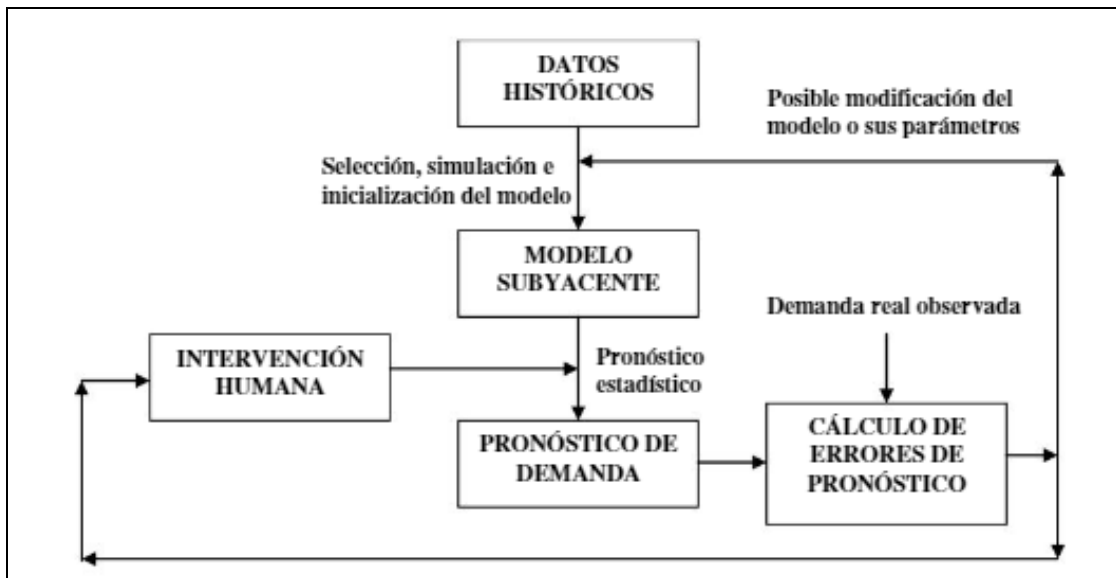 DATOS
HISTÓRICOS
Posible modificación del
modelo o sus parámetros
Selección, simulación e
inicialización del modelo
MODELO
SUBYACENTE
Demanda real observada
INTERVENCIÓN
HUMANA
Pronóstico
estadístico
PRONÓSTICO DE
DEMANDA
CÁLCULO DE
ERRORES DE
PRONÓSTICO